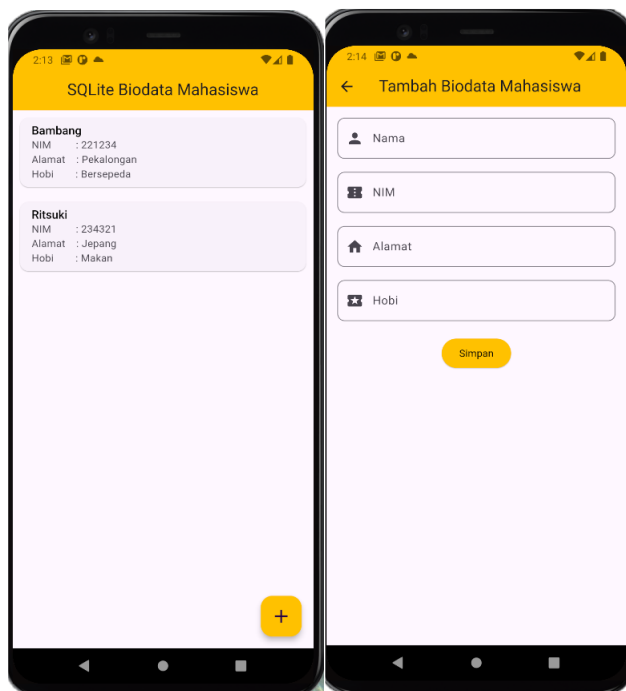 2:13
SQLite Biodata Mahasiswa
Bambang
NIM : 221234
Alamat : Pekalongan
Hobi : Bersepeda
Ritsuki
NIM : 234321
Alamat : Jepang
Hobi : Makan
+
2:14
Tambah Biodata Mahasiswa
Nama
NIM
Alamat
Hobi
Simpan